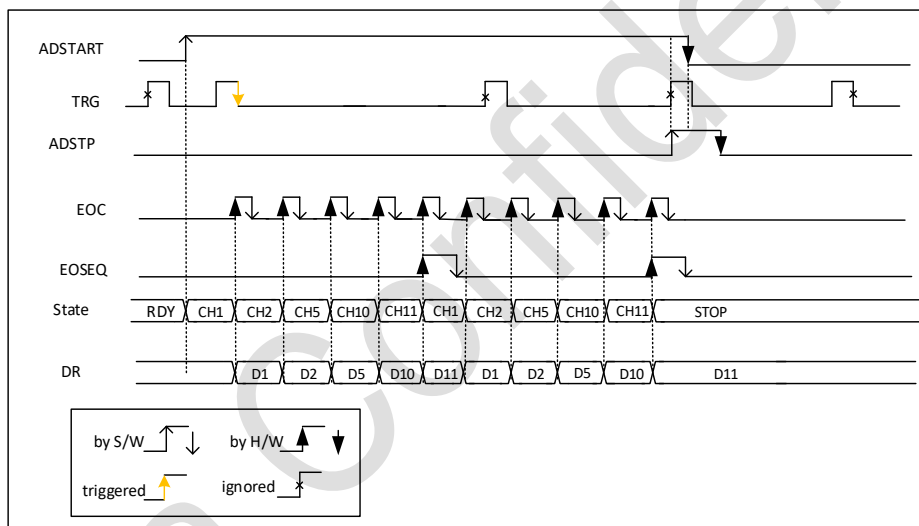 ADSTART
TRG
ADSTP
EOC
EOSEQ
State RDY CH1 CH2 CH5 CH10 CH11 CH1 CH2 CH5 CH10 CH11 STOP
DR D1 D2 D5 D10 D11 D1 D2 D5 D10 D11
by S/W by H/W
triggered ignored